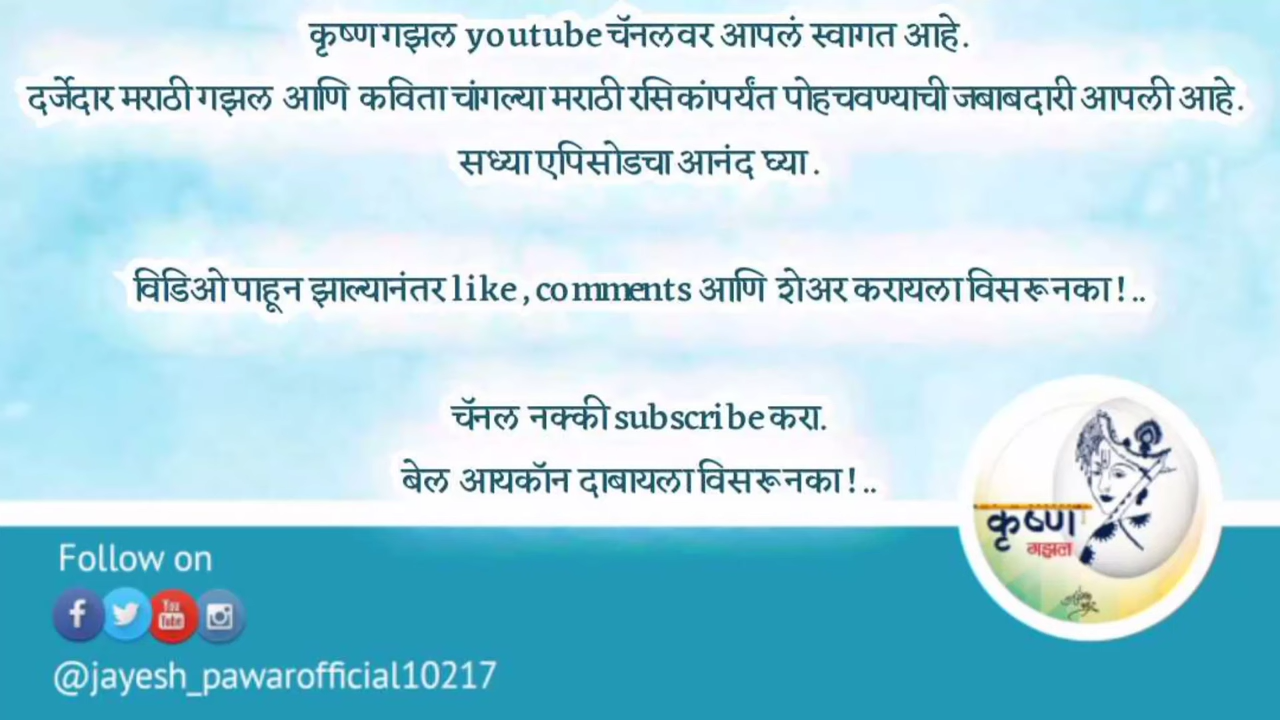 कृष्ण गझल youtube चॅनलवर आपलं स्वागत आहे.
दर्जेदार मराठी गझल आणि कविता चांगल्या मराठी रसिकांपर्यंत पोहचवण्याची जबाबदारी आपली आहे.
सध्या एपिसोडचा आनंद घ्या.
विडिओ पाहून झाल्यानंतर like, comments आणि शेअर करायला विसरू नका!..
चॅनल नक्की subscribe करा.
बेल आयकॉन दाबायला विसरू नका!..
कृष्ण
गझल
Follow on
You
Tube
@jayesh_pawarofficial10217